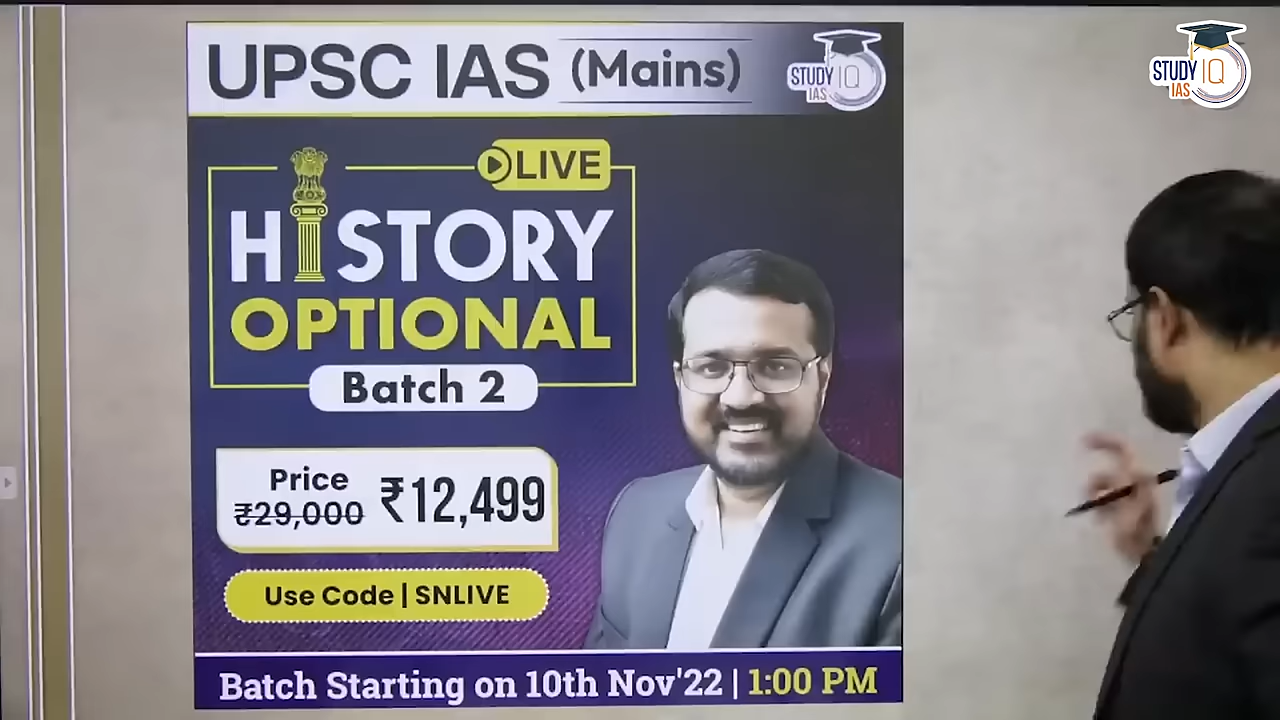 UPSC IAS (Mains)
STUDY IQ
IAS
STUDY IQ
IAS
LIVE
HISTORY
OPTIONAL
Batch 2
Price
₹29,000 ₹12,499
Use Code | SNLIVE
Batch Starting on 10th Nov'22 | 1:00 PM